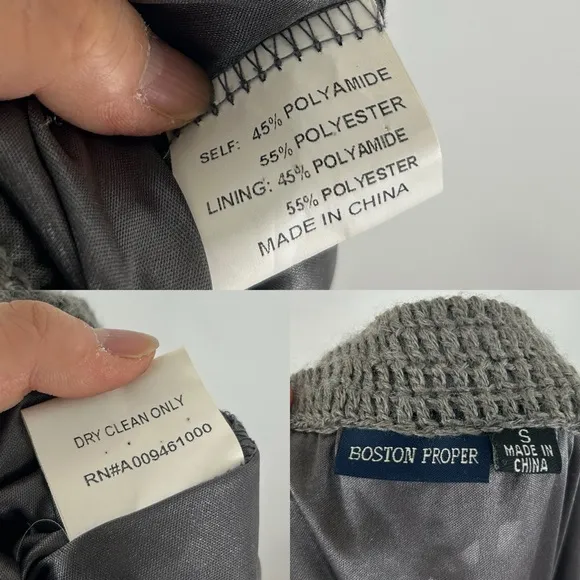 SELF: 45% POLYAMIDE
55% POLYESTER
LINING: 45% POLYAMIDE
55% POLYESTER
MADE IN CHINA
DRY CLEAN ONLY
RN#A009461000
BOSTON PROPER
S
MADE IN
CHINA